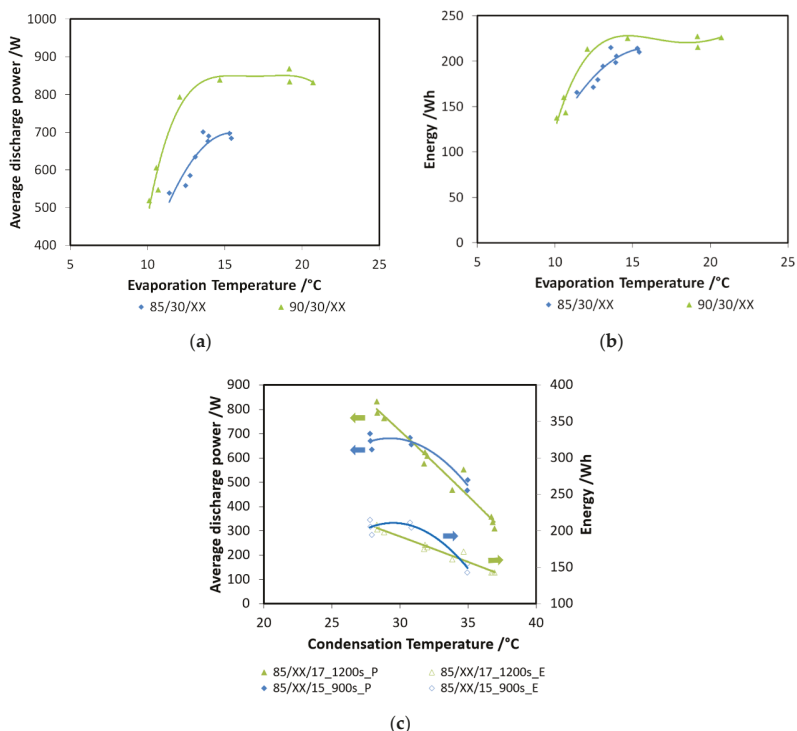 1000
900
800
700
600
500
400
5
10
15
20
25
Average discharge power /W
Evaporation Temperature /°C
85/30/XX
90/30/XX
(a)
250
200
150
100
50
0
5
10
15
20
25
Energy /Wh
Evaporation Temperature /°C
85/30/XX
90/30/XX
(b)
900
800
700
600
500
400
300
200
100
0
400
350
300
250
200
150
100
20
25
30
35
40
Average discharge power /W
Energy /Wh
Condensation Temperature /°C
85/XX/17_1200s_P
85/XX/17_1200s_E
85/XX/15_900s_P
85/XX/15_900s_E
(c)